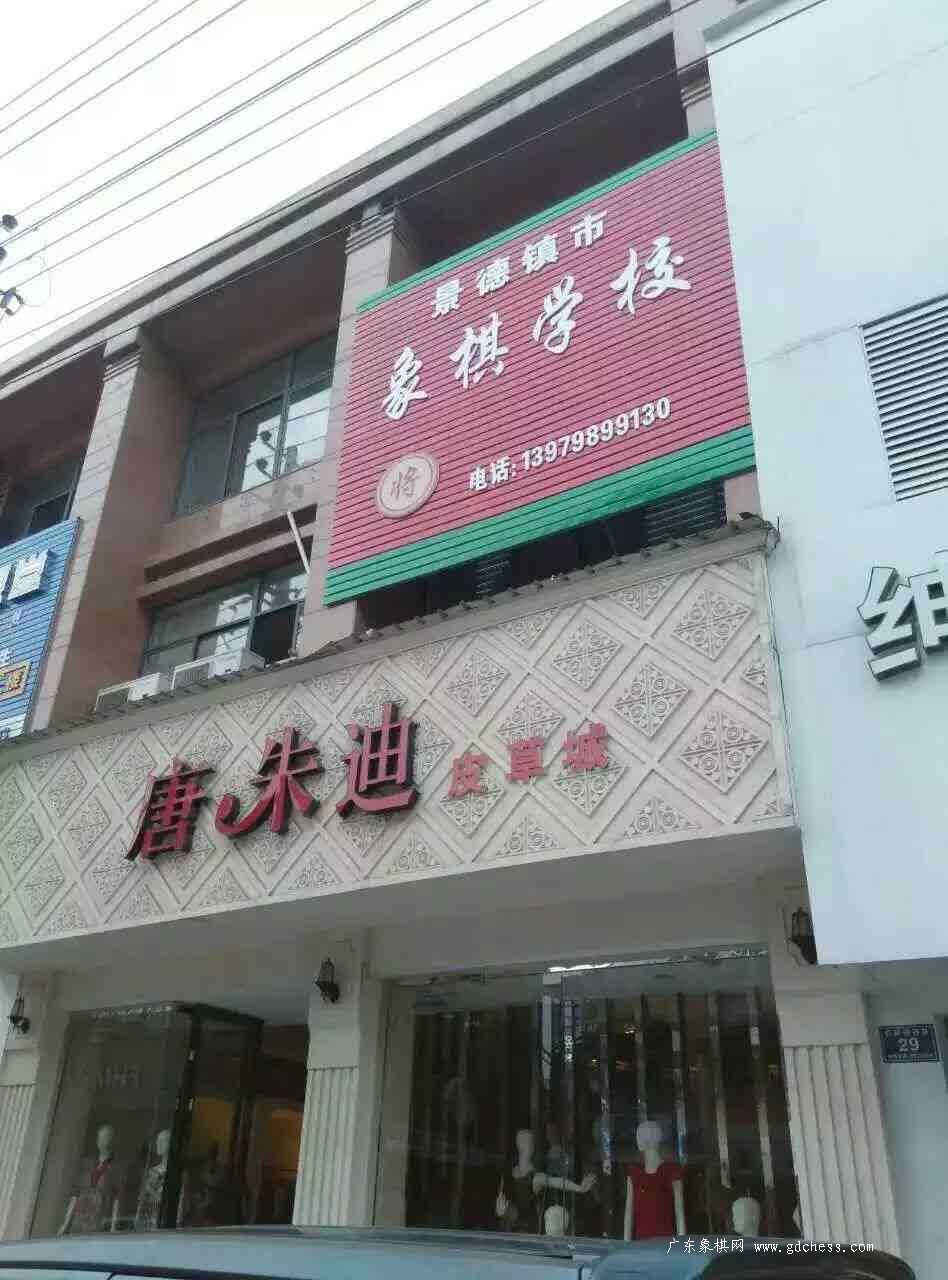 景德镇市
象棋学校
将
电话:13979899130
唐朱迪 皮草城
29
广东象棋网 www.gdchess.com